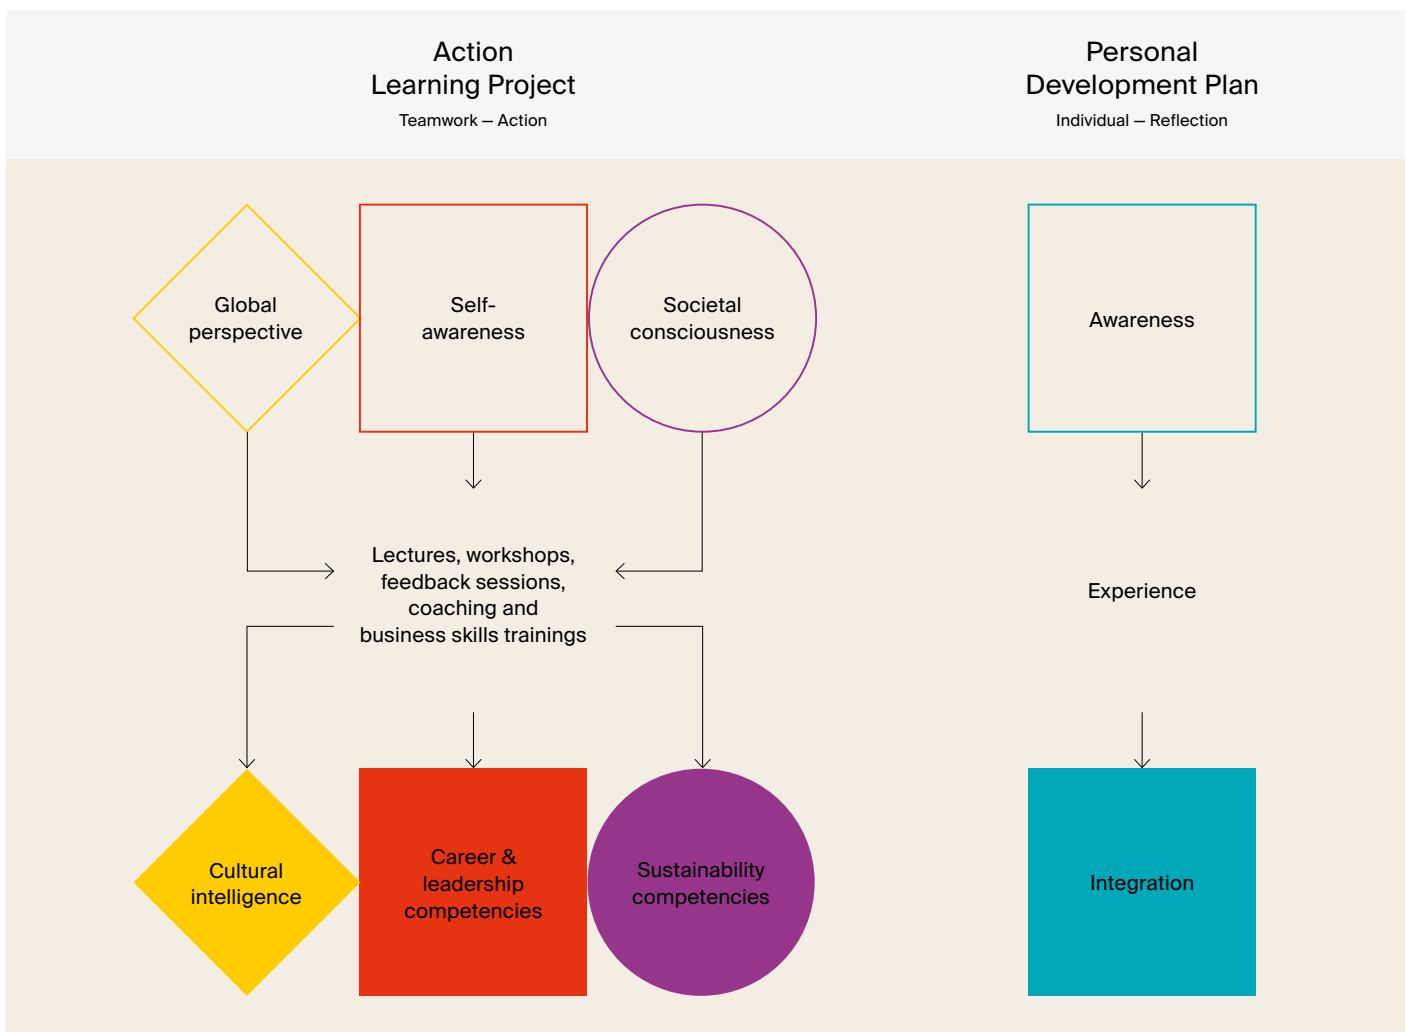 Action
Learning Project
Teamwork – Action
Personal
Development Plan
Individual – Reflection
Global
perspective
Self-
awareness
Societal
consciousness
Awareness
Lectures, workshops,
feedback sessions,
coaching and
business skills trainings
Experience
Cultural
intelligence
Career &
leadership
competencies
Sustainability
competencies
Integration